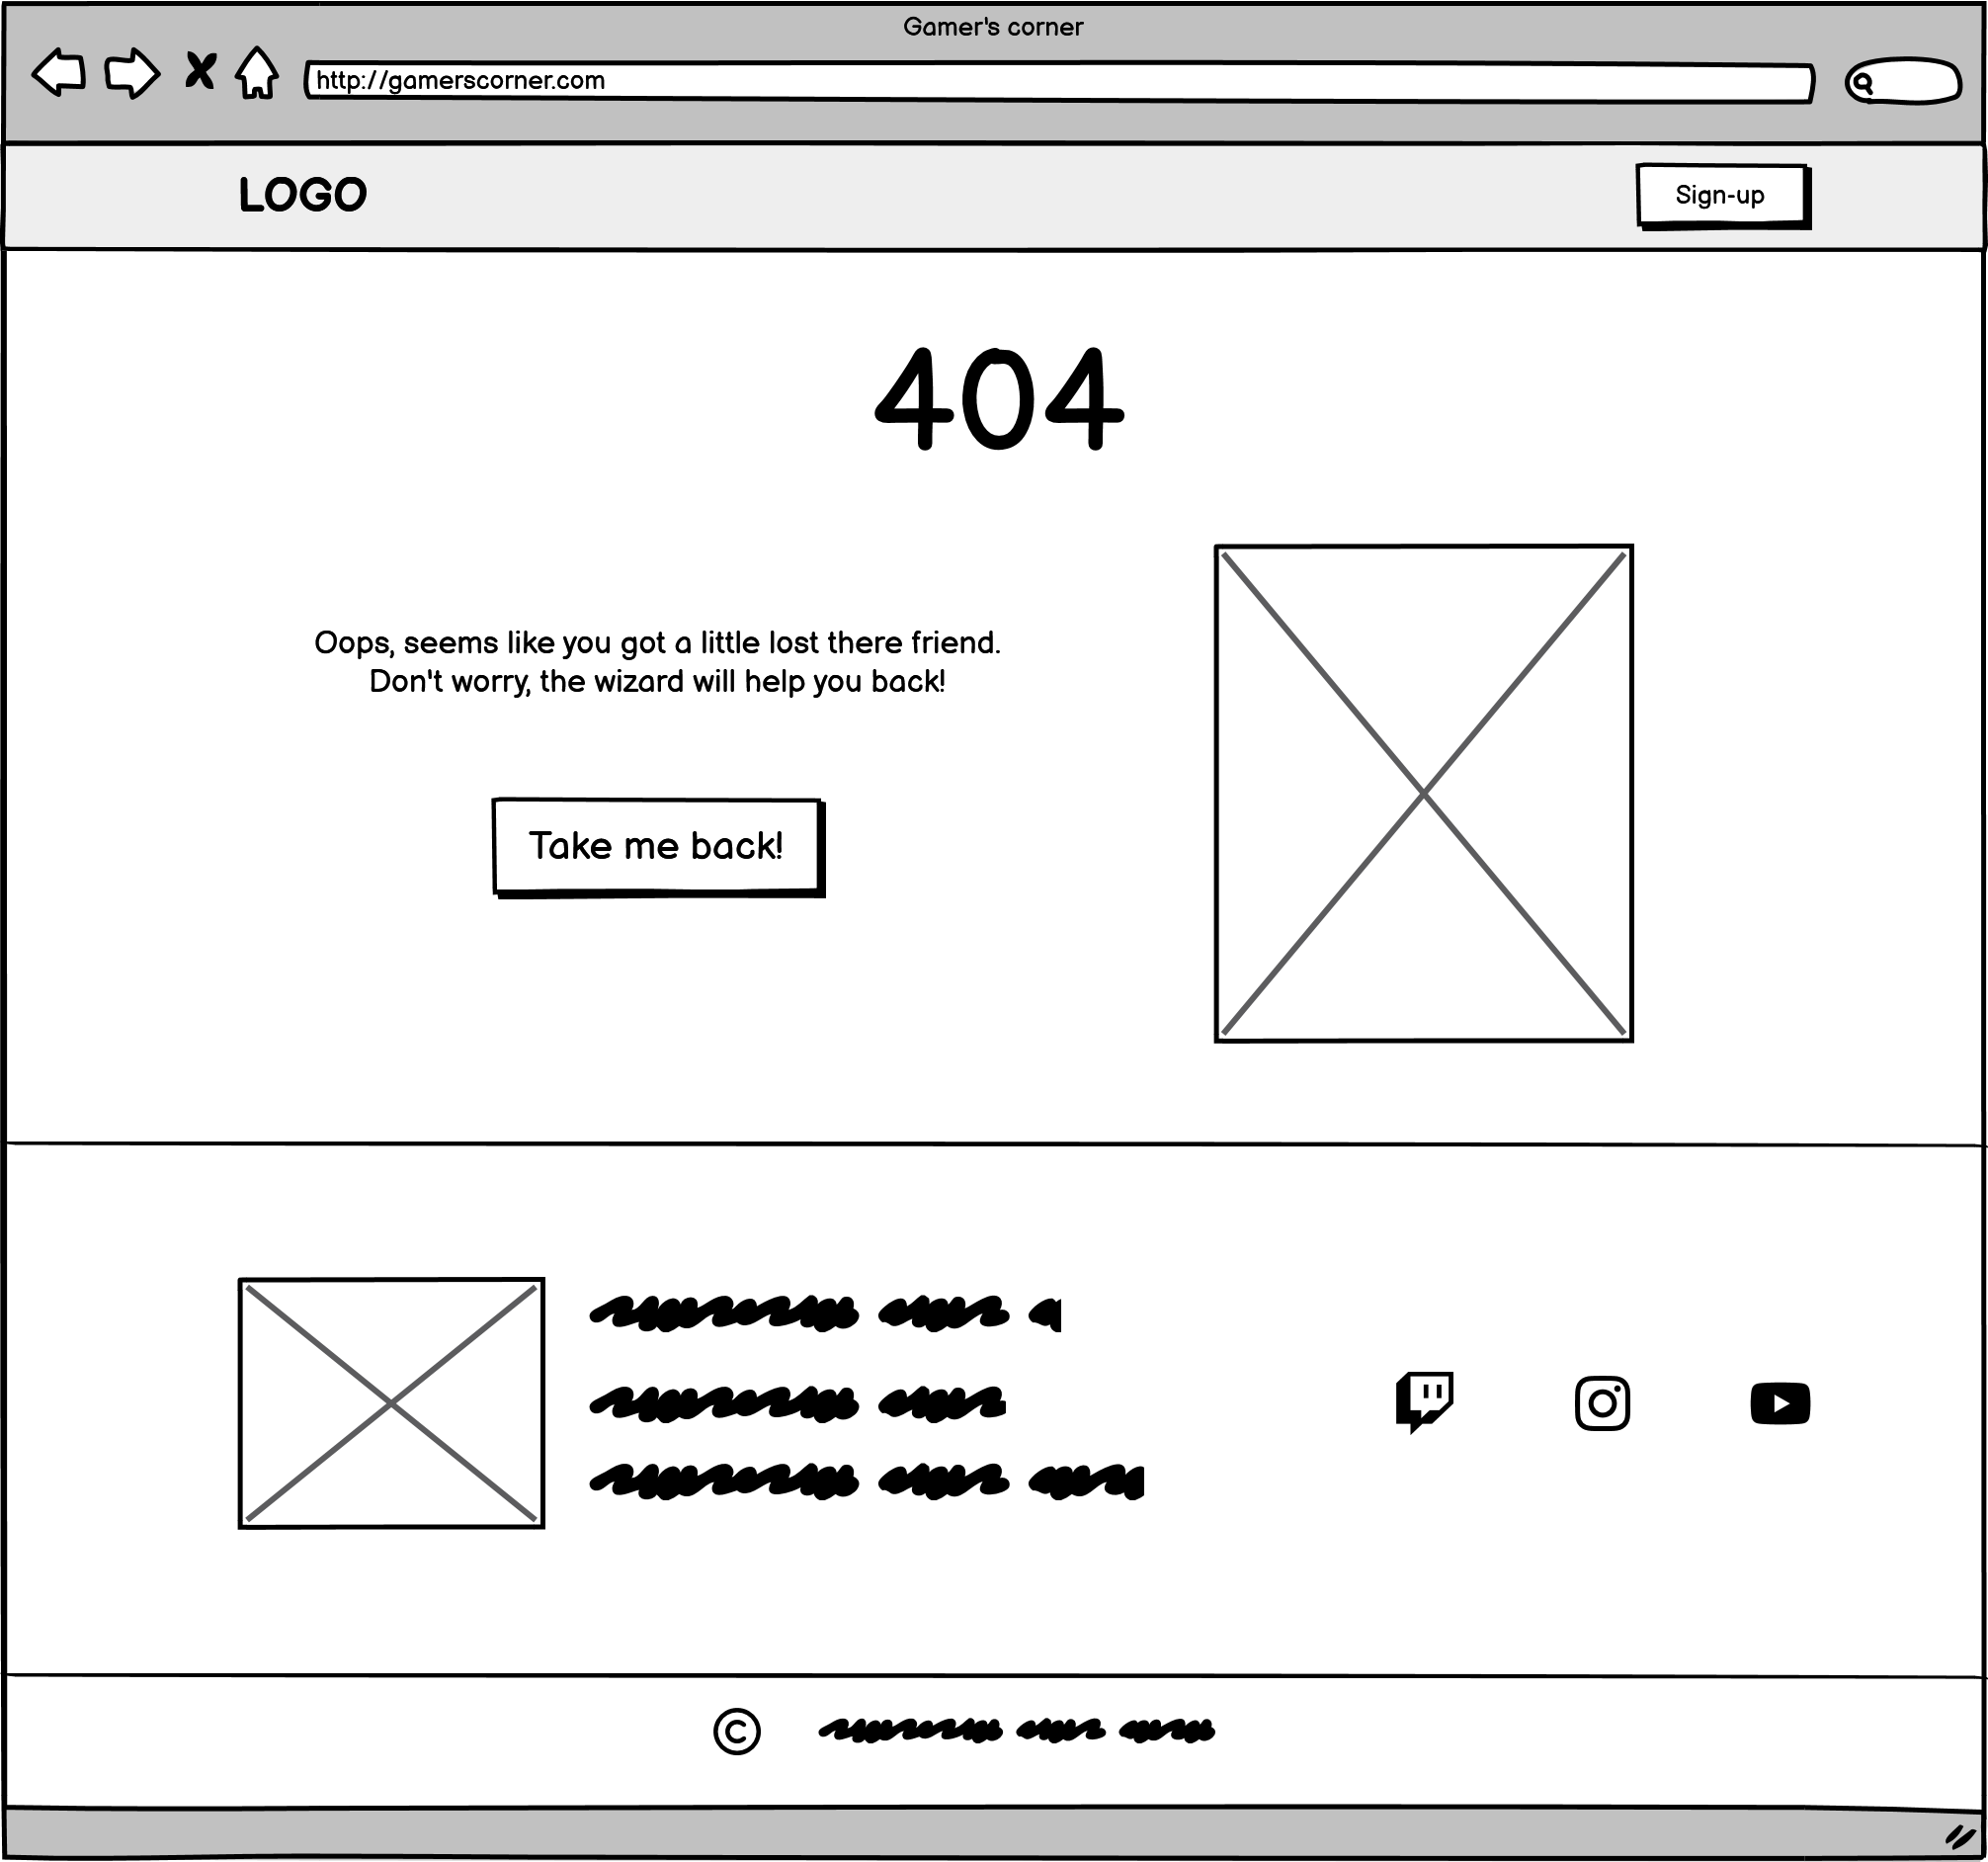 Gamer's corner
http://gamerscorner.com
LOGO
Sign-up
404
Oops, seems like you got a little lost there friend.
Don't worry, the wizard will help you back!
Take me back!
©